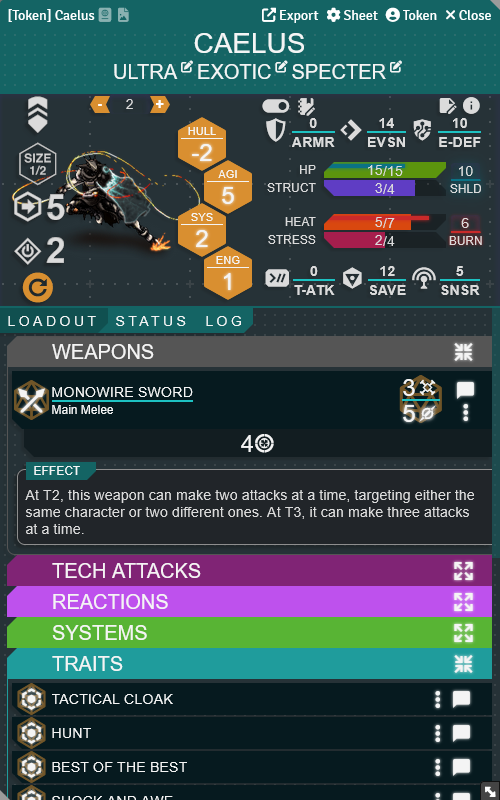 [Token] Caelus Export Sheet Token Close
CAELUS
ULTRA EXOTIC SPECTER
- 2 +
SIZE
1/2
5
2
HULL
-2
AGI
5
SYS
2
ENG
1
0 14 10
ARMR EVSN E-DEF
HP 15/15 10
STRUCT 3/4 SHLD
HEAT 5/7 6
STRESS 2/4 BURN
0 12 5
T-ATK SAVE SNSR
LOADOUT STATUS LOG
WEAPONS
MONOWIRE SWORD
Main Melee
3
5
4
EFFECT
At T2, this weapon can make two attacks at a time, targeting either the
same character or two different ones. At T3, it can make three attacks
at a time.
TECH ATTACKS
REACTIONS
SYSTEMS
TRAITS
TACTICAL CLOAK
HUNT
BEST OF THE BEST
SHOCK AND AWE